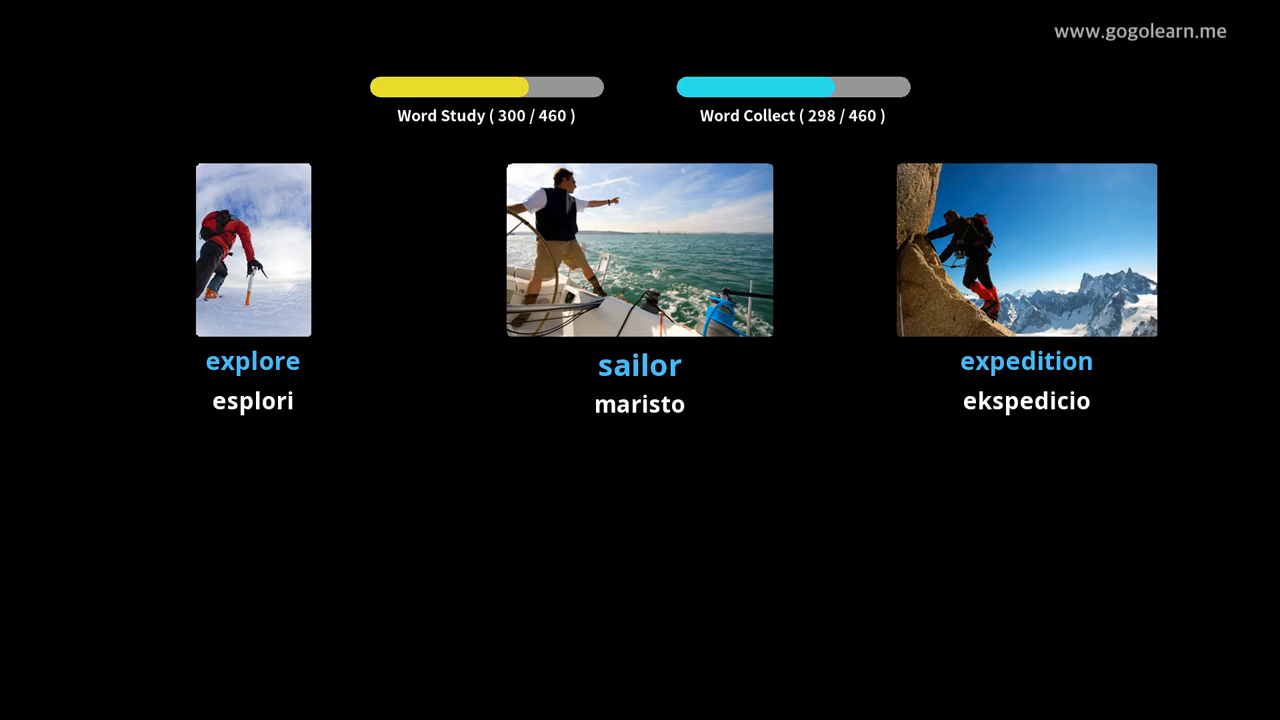 www.gogolearn.me
Word Study ( 300 / 460 )
Word Collect ( 298 / 460 )
explore
esplori
sailor
maristo
expedition
ekspedicio